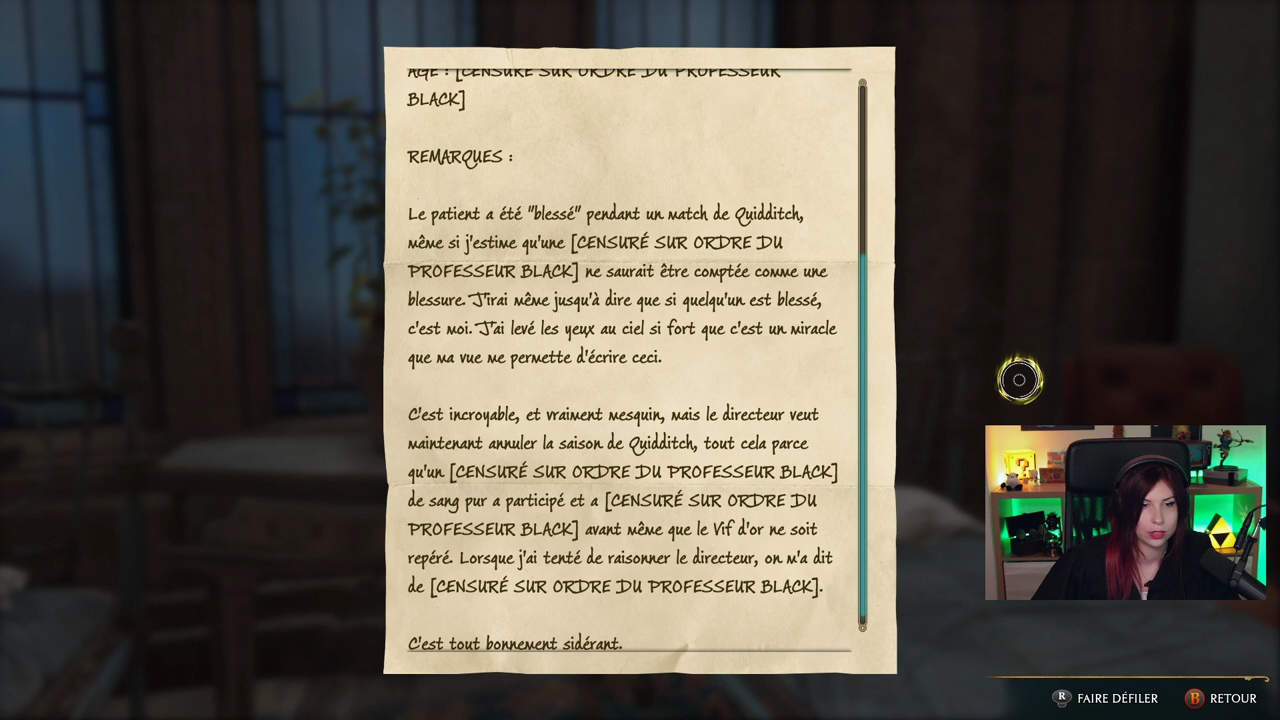 AGE : [CENSURÉ SUR ORDRE DU PROFESSEUR
BLACK]
REMARQUES :
Le patient a été "blessé" pendant un match de Quidditch,
même si j'estime qu'une [CENSURÉ SUR ORDRE DU
PROFESSEUR BLACK] ne saurait être comptée comme une
blessure. J'irai même jusqu'à dire que si quelqu'un est blessé,
c'est moi. J'ai levé les yeux au ciel si fort que c'est un miracle
que ma vue me permette d'écrire ceci.
C'est incroyable, et vraiment mesquin, mais le directeur veut
maintenant annuler la saison de Quidditch, tout cela parce
qu'un [CENSURÉ SUR ORDRE DU PROFESSEUR BLACK]
de sang pur a participé et a [CENSURÉ SUR ORDRE DU
PROFESSEUR BLACK] avant même que le Vif d'or ne soit
repéré. Lorsque j'ai tenté de raisonner le directeur, on m'a dit
de [CENSURÉ SUR ORDRE DU PROFESSEUR BLACK].
C'est tout bonnement sidérant.
R FAIRE DÉFILER
B RETOUR